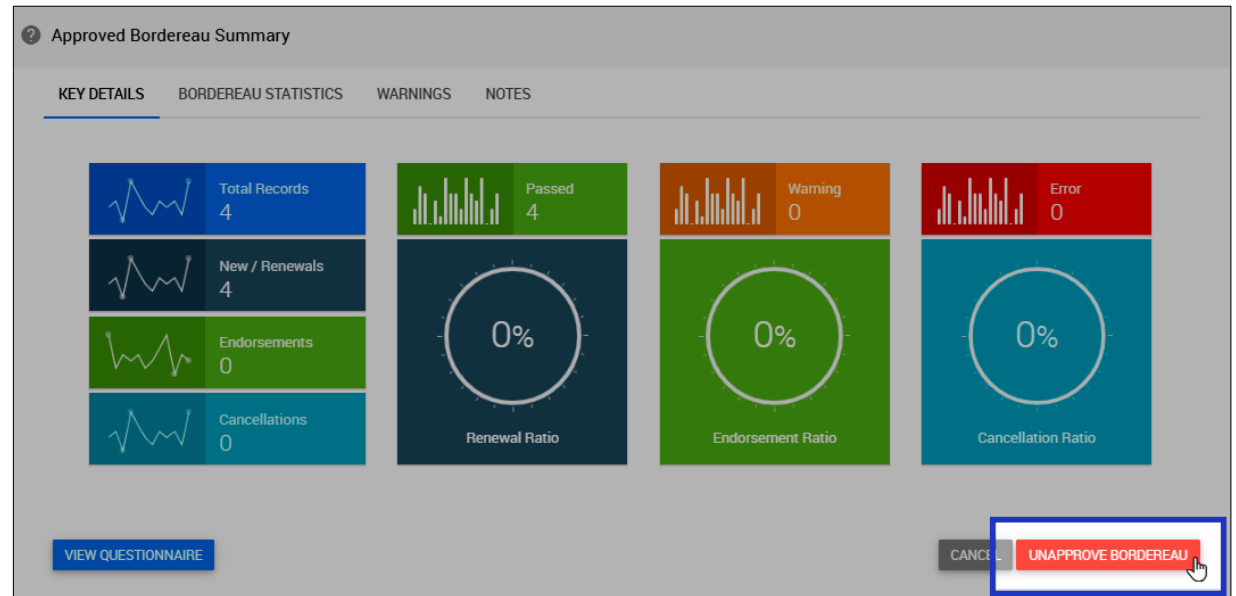 ? Approved Bordereau Summary
KEY DETAILS BORDEREAU STATISTICS WARNINGS NOTES
Total Records
4
New / Renewals
4
Endorsements
0
Cancellations
0
Passed
4
0%
Renewal Ratio
Warning
0
0%
Endorsement Ratio
Error
0
0%
Cancellation Ratio
VIEW QUESTIONNAIRE
CANCEL
UNAPPROVE BORDEREAU